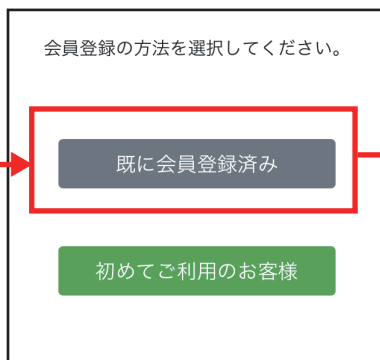 会員登録の方法を選択してください。
既に会員登録済み
初めてご利用のお客様